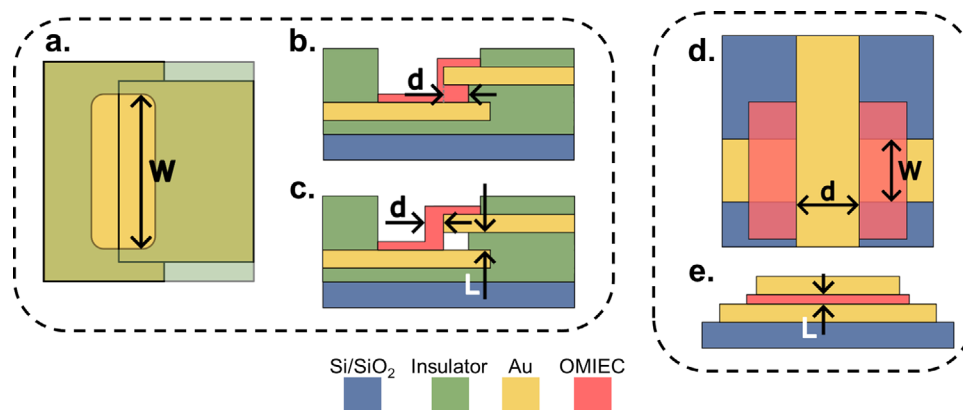 a.
W
b.
d
c.
d
L
d.
W
d
e.
L
Si/SiO₂ Insulator Au OMIEC